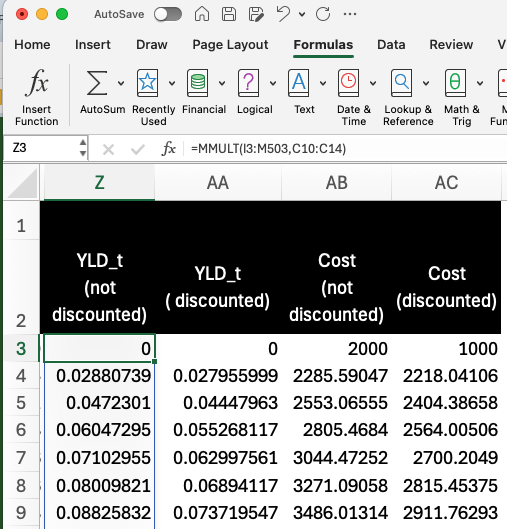 AutoSave
Home Insert Draw Page Layout Formulas Data Review V
Insert Function AutoSum Recently Used Financial Logical Text Date & Time Lookup & Reference Math & Trig
Z3 fx =MMULT(I3:M503,C10:C14)
Z AA AB AC
1
2 YLD_t (not discounted) YLD_t ( discounted) Cost (not discounted) Cost (discounted)
3 0 0 2000 1000
4 0.02880739 0.027955999 2285.59047 2218.04106
5 0.0472301 0.04447963 2553.06555 2404.38658
6 0.06047295 0.055268117 2805.4684 2564.00506
7 0.07102955 0.062997561 3044.47252 2700.2049
8 0.08009821 0.06894117 3271.09058 2815.45375
9 0.08825832 0.073719547 3486.01314 2911.76293